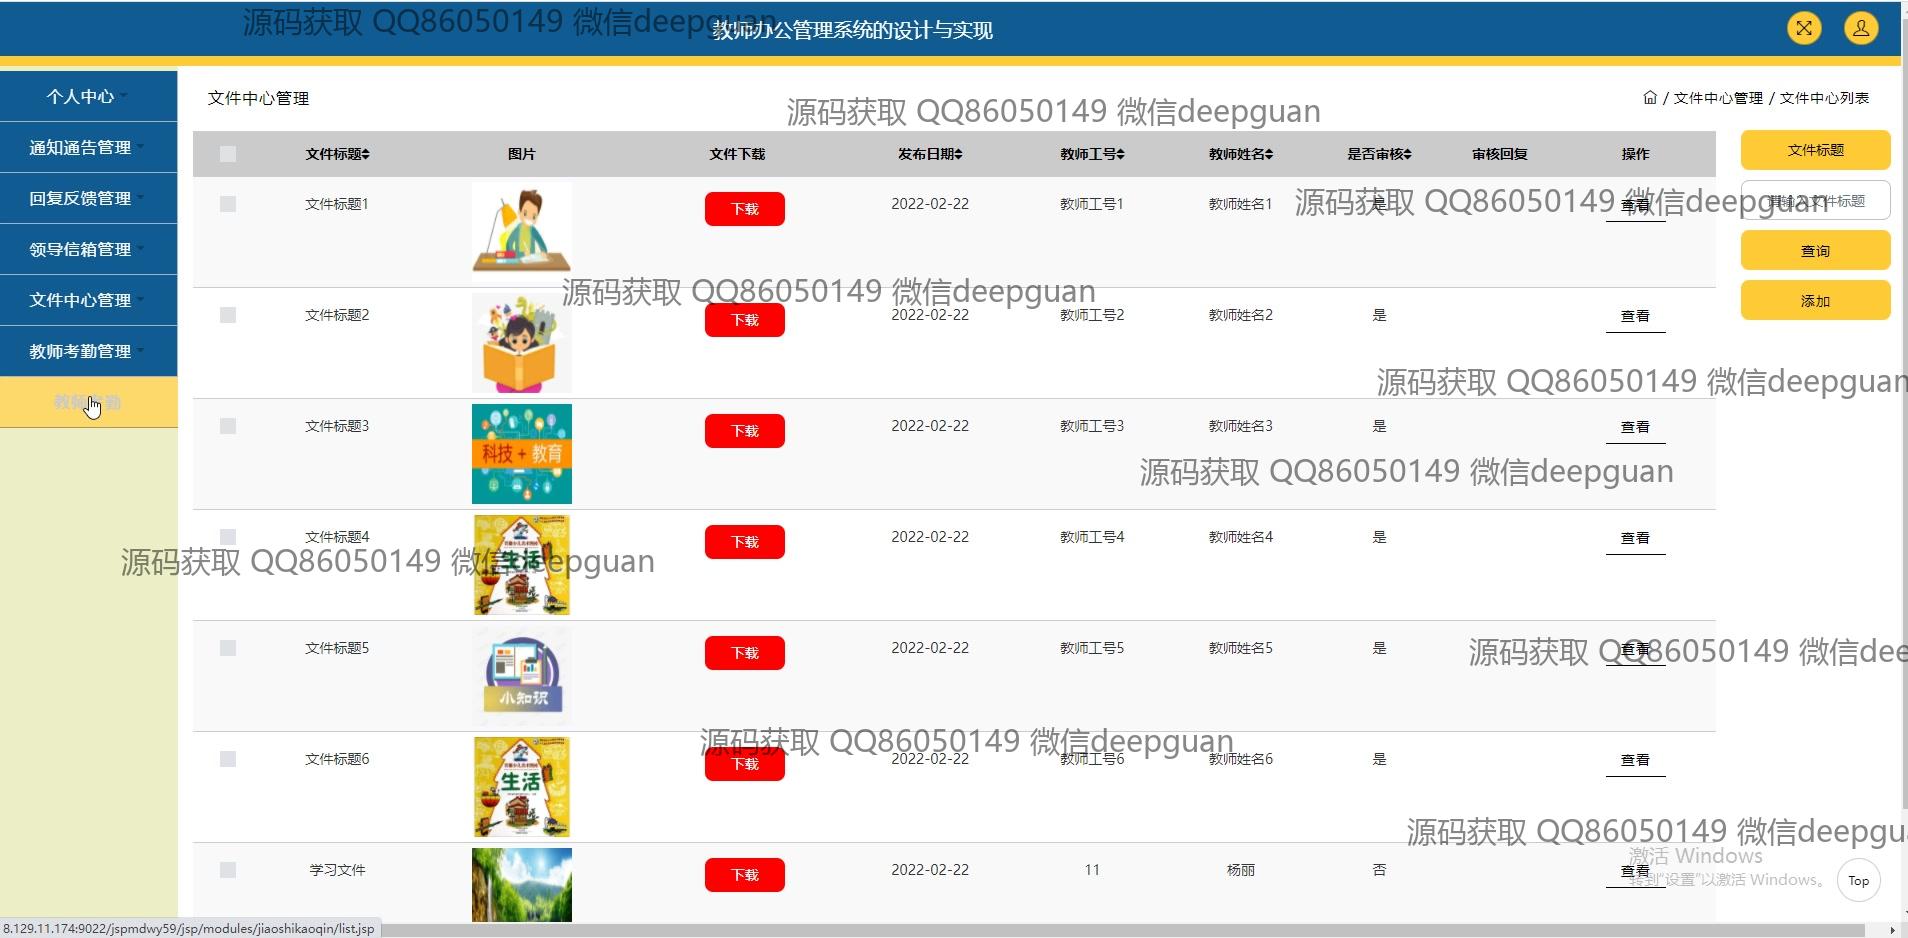 源码获取 QQ86050149 微信deepguan
教师办公管理系统的设计与实现
个人中心
通知通告管理
回复反馈管理
领导信箱管理
文件中心管理
教师考勤管理
教师考勤
文件中心管理
源码获取 QQ86050149 微信deepguan
/ 文件中心管理 / 文件中心列表
文件标题 图片 文件下载 发布日期 教师工号 教师姓名 是否审核 审核回复 操作
文件标题
文件标题1 下载 2022-02-22 教师工号1 教师姓名1 是 查看
源码获取 QQ86050149 微信deepguan
请输入文件标题
查询
添加
源码获取 QQ86050149 微信deepguan
文件标题2 下载 2022-02-22 教师工号2 教师姓名2 是 查看
源码获取 QQ86050149 微信deepguan
文件标题3 科技 + 教育 下载 2022-02-22 教师工号3 教师姓名3 是 查看
源码获取 QQ86050149 微信deepguan
文件标题4 生活 下载 2022-02-22 教师工号4 教师姓名4 是 查看
源码获取 QQ86050149 微信deepguan
文件标题5 小知识 下载 2022-02-22 教师工号5 教师姓名5 是 查看
源码获取 QQ86050149 微信dee
源码获取 QQ86050149 微信deepguan
文件标题6 生活 下载 2022-02-22 教师工号6 教师姓名6 是 查看
源码获取 QQ86050149 微信deepgu
学习文件 下载 2022-02-22 11 杨丽 否 查看
激活 Windows
转到“设置”以激活 Windows。
Top
8.129.11.174:9022/jspmdwy59/jsp/modules/jiaoshikaoqin/list.jsp